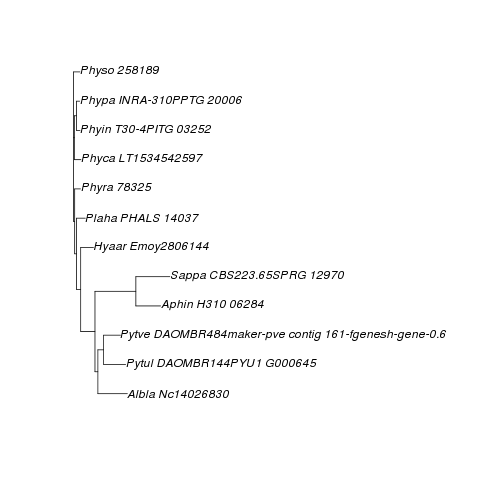 Physo 258189
Phypa INRA-310PPTG 20006
Phyin T30-4PITG 03252
Phyca LT1534542597
Phyra 78325
Plaha PHALS 14037
Hyaar Emoy2806144
Sappa CBS223.65SPRG 12970
Aphin H310 06284
Pytve DAOMBR484maker-pve contig 161-fgenesh-gene-0.6
Pytul DAOMBR144PYU1 G000645
Albla Nc14026830